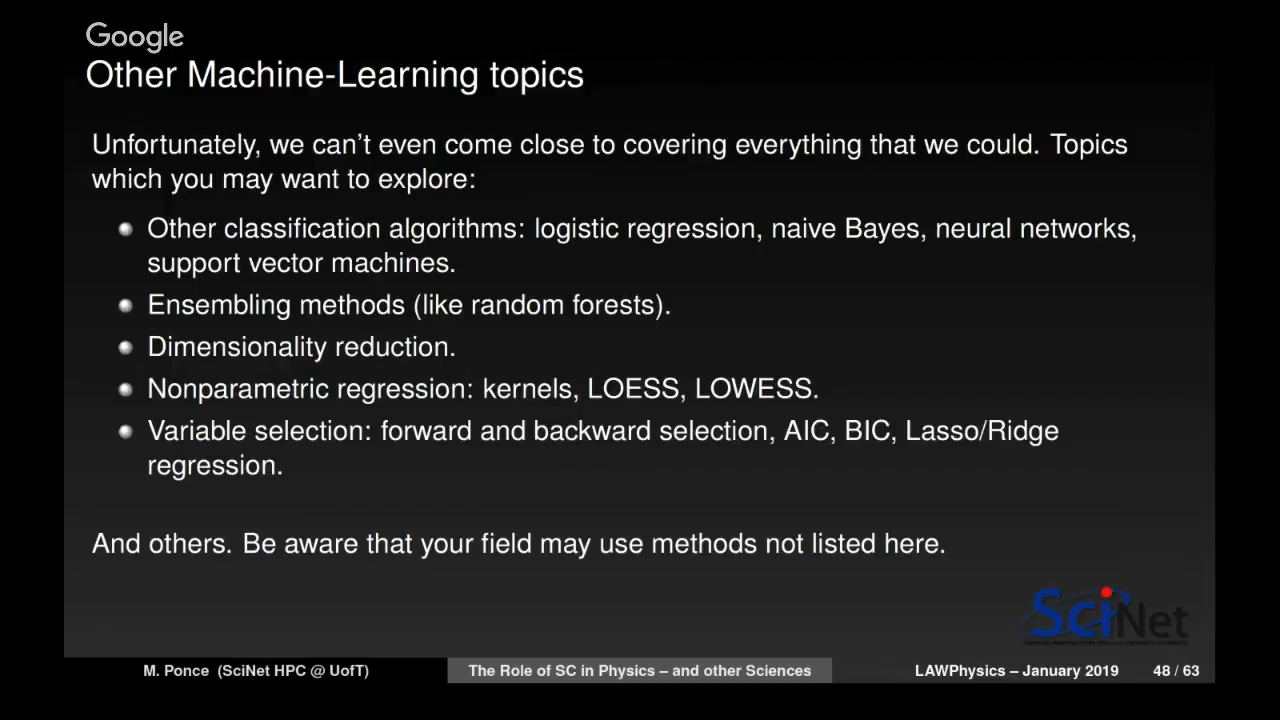 Google
Other Machine-Learning topics
Unfortunately, we can't even come close to covering everything that we could. Topics
which you may want to explore:
Other classification algorithms: logistic regression, naive Bayes, neural networks,
support vector machines.
Ensembling methods (like random forests).
Dimensionality reduction.
Nonparametric regression: kernels, LOESS, LOWESS.
Variable selection: forward and backward selection, AIC, BIC, Lasso/Ridge
regression.
And others. Be aware that your field may use methods not listed here.
SciNet
M. Ponce (SciNet HPC @ UofT) The Role of SC in Physics – and other Sciences LAWPhysics – January 2019 48 / 63